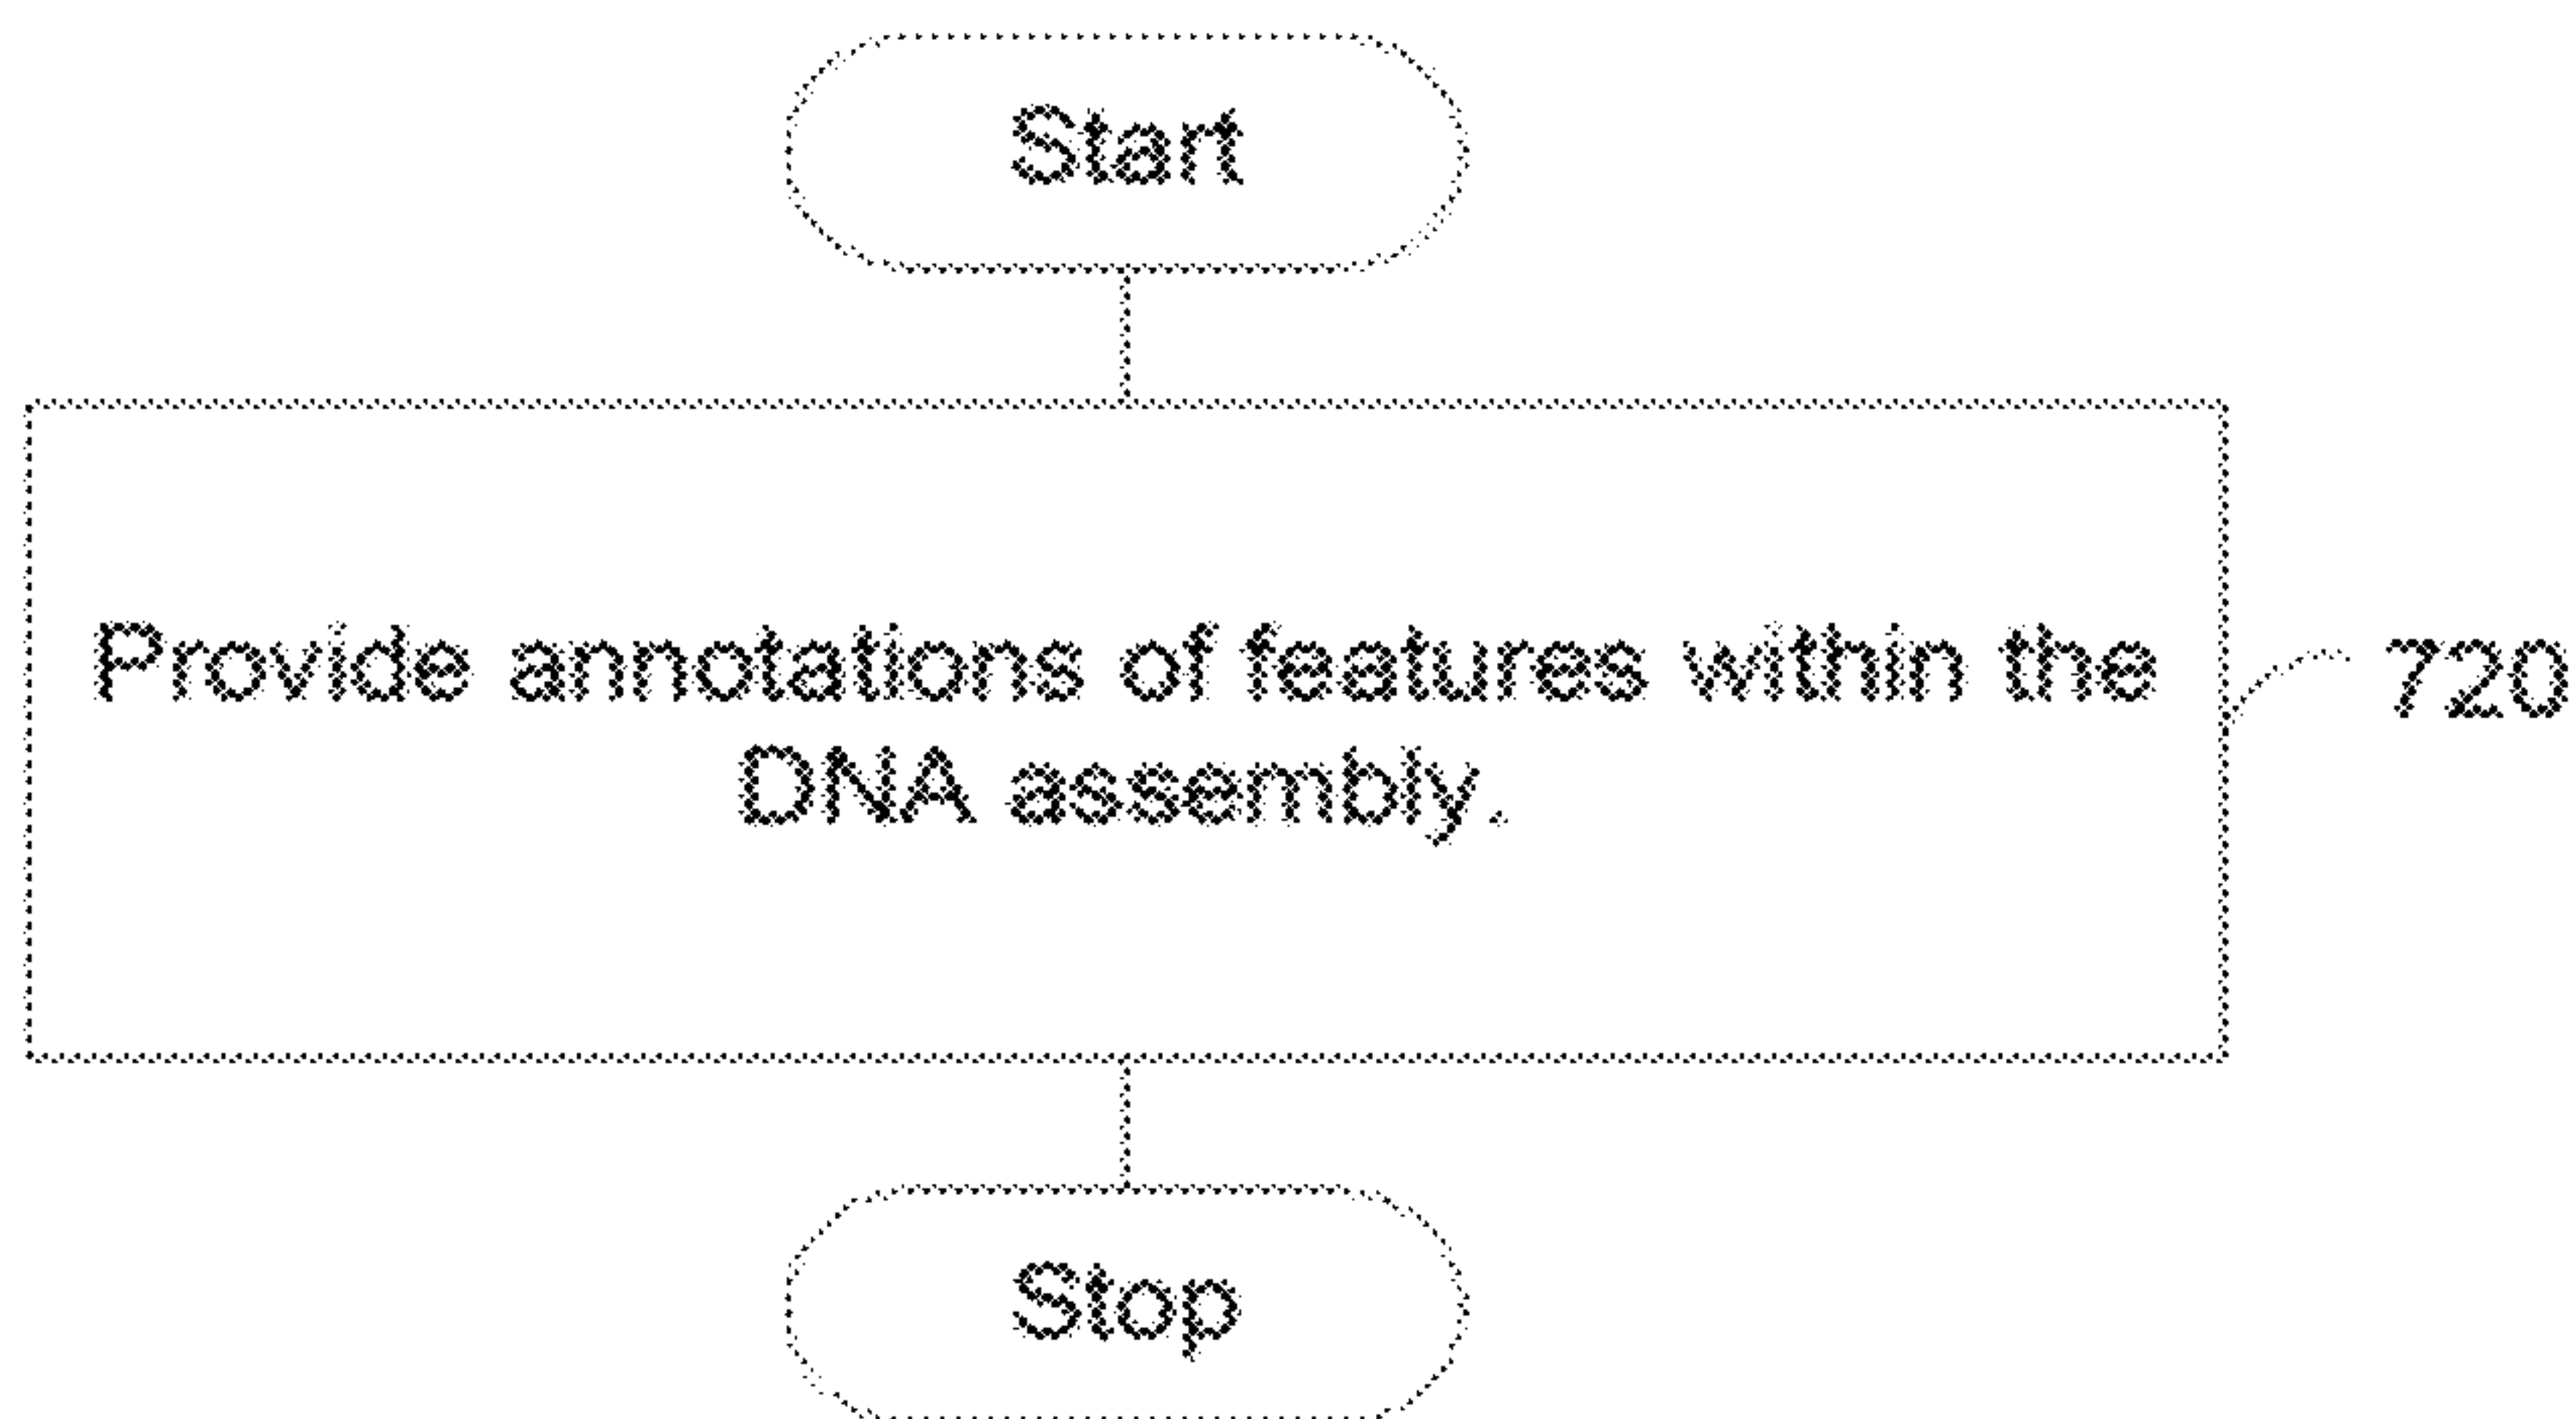 Start
Provide annotations of features within the
DNA assembly.
720
Stop